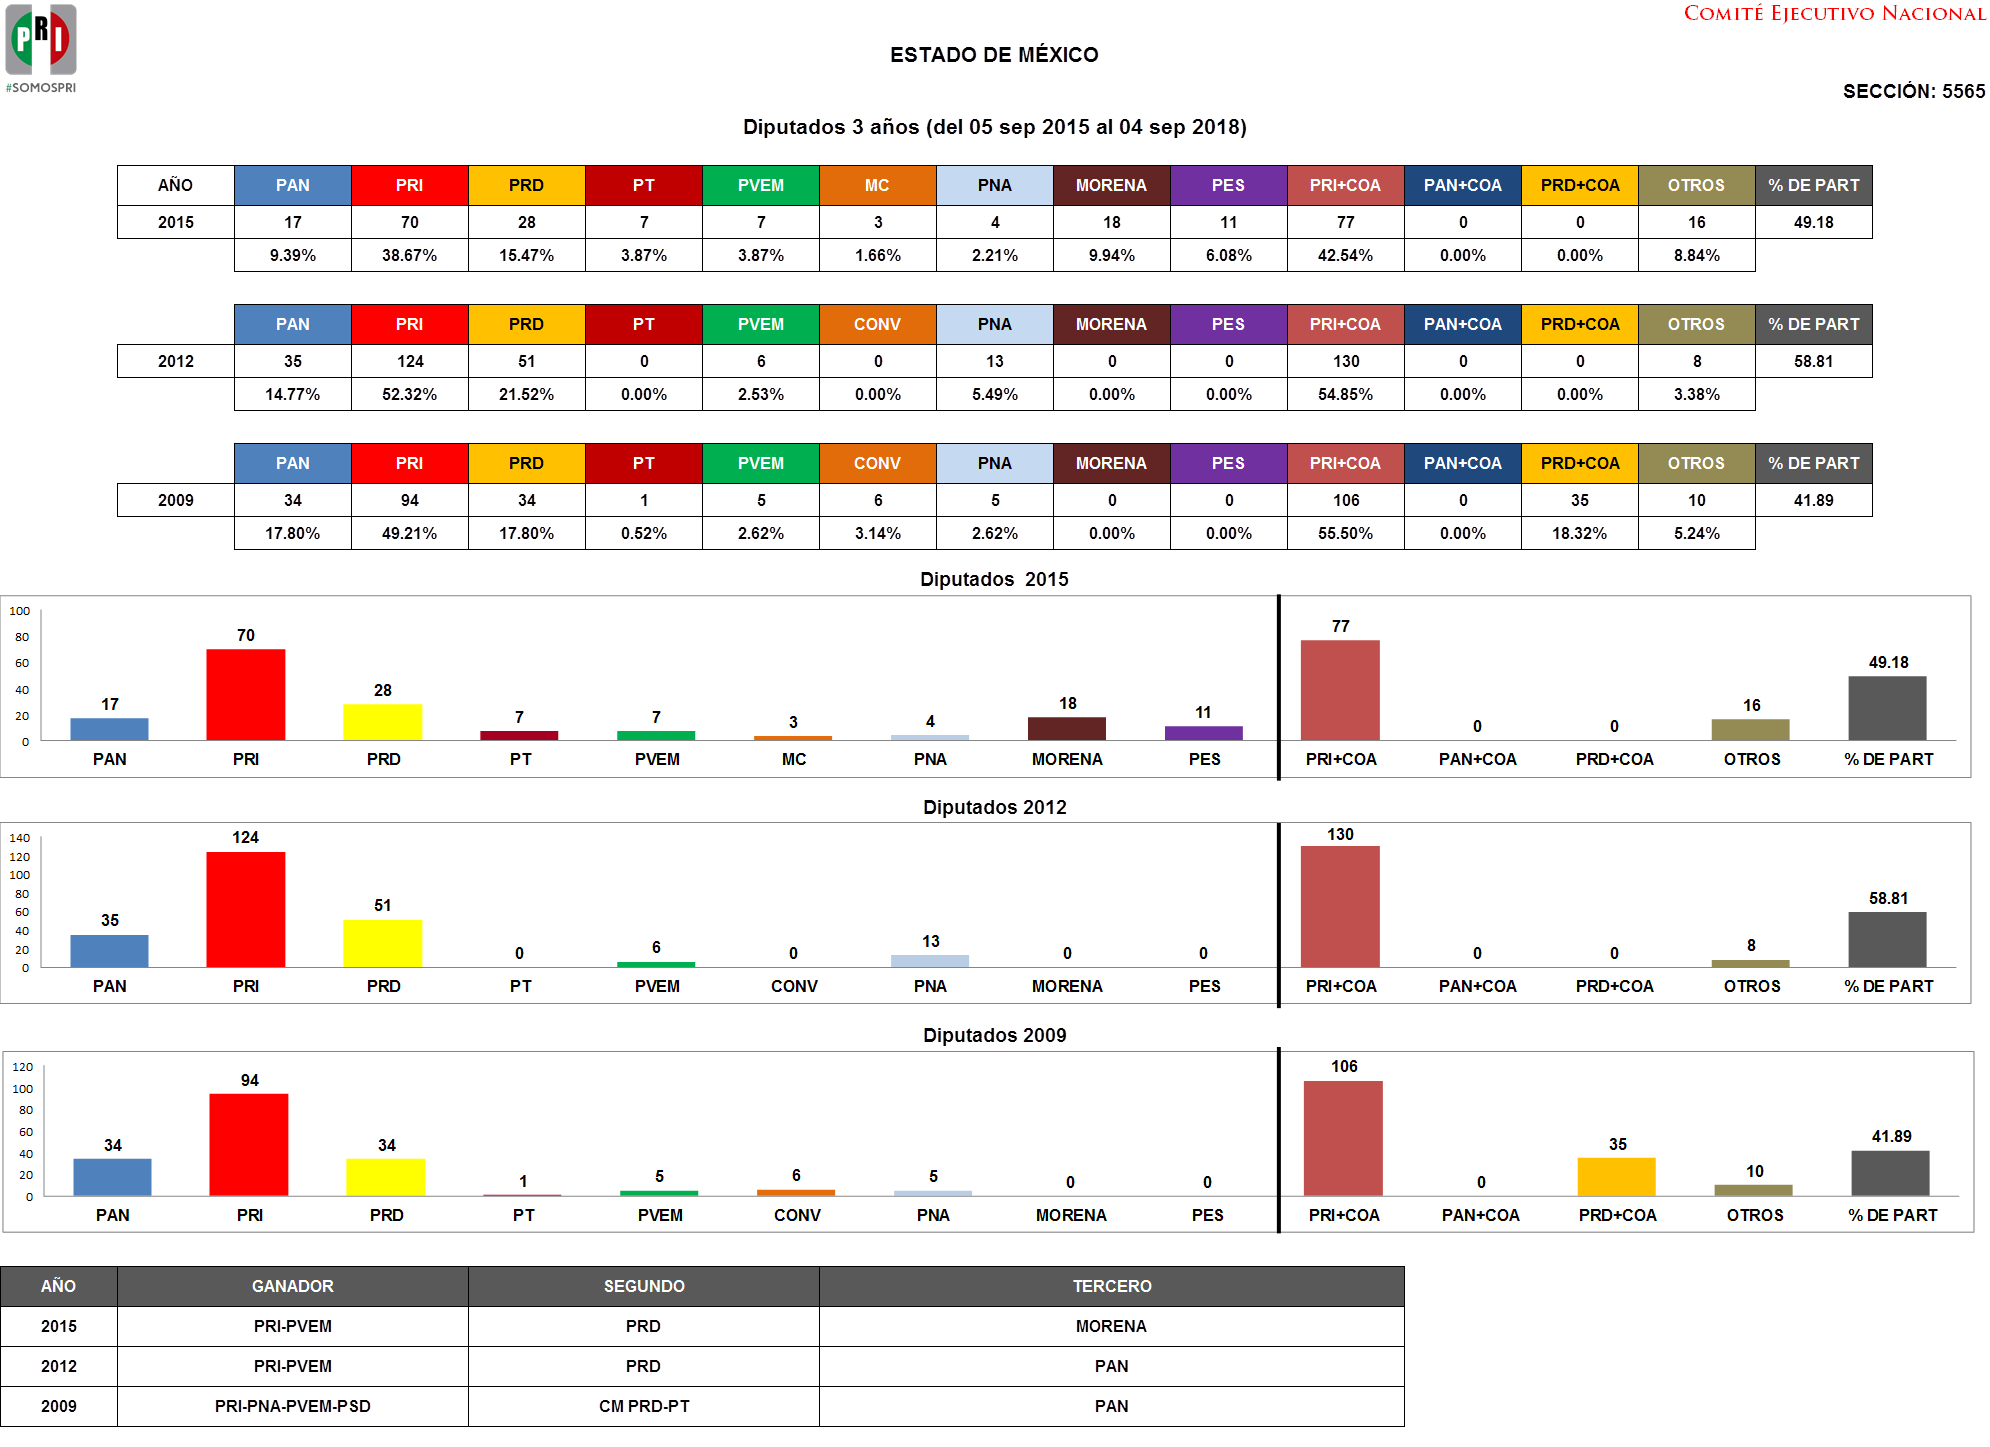 PRI
#SOMOSPRI
COMITÉ EJECUTIVO NACIONAL
ESTADO DE MÉXICO
SECCIÓN: 5565
Diputados 3 años (del 05 sep 2015 al 04 sep 2018)
AÑO PAN PRI PRD PT PVEM MC PNA MORENA PES PRI+COA PAN+COA PRD+COA OTROS % DE PART
2015 17 70 28 7 7 3 4 18 11 77 0 0 16 49.18
9.39% 38.67% 15.47% 3.87% 3.87% 1.66% 2.21% 9.94% 6.08% 42.54% 0.00% 0.00% 8.84%
PAN PRI PRD PT PVEM CONV PNA MORENA PES PRI+COA PAN+COA PRD+COA OTROS % DE PART
2012 35 124 51 0 6 0 13 0 0 130 0 0 8 58.81
14.77% 52.32% 21.52% 0.00% 2.53% 0.00% 5.49% 0.00% 0.00% 54.85% 0.00% 0.00% 3.38%
PAN PRI PRD PT PVEM CONV PNA MORENA PES PRI+COA PAN+COA PRD+COA OTROS % DE PART
2009 34 94 34 1 5 6 5 0 0 106 0 35 10 41.89
17.80% 49.21% 17.80% 0.52% 2.62% 3.14% 2.62% 0.00% 0.00% 55.50% 0.00% 18.32% 5.24%
Diputados 2015
100
80
60
40
20
0
17 70 28 7 7 3 4 18 11 77 0 0 16 49.18
PAN PRI PRD PT PVEM MC PNA MORENA PES PRI+COA PAN+COA PRD+COA OTROS % DE PART
Diputados 2012
140
120
100
80
60
40
20
0
35 124 51 0 6 0 13 0 0 130 0 0 8 58.81
PAN PRI PRD PT PVEM CONV PNA MORENA PES PRI+COA PAN+COA PRD+COA OTROS % DE PART
Diputados 2009
120
100
80
60
40
20
0
34 94 34 1 5 6 5 0 0 106 0 35 10 41.89
PAN PRI PRD PT PVEM CONV PNA MORENA PES PRI+COA PAN+COA PRD+COA OTROS % DE PART
AÑO GANADOR SEGUNDO TERCERO
2015 PRI-PVEM PRD MORENA
2012 PRI-PVEM PRD PAN
2009 PRI-PNA-PVEM-PSD CM PRD-PT PAN